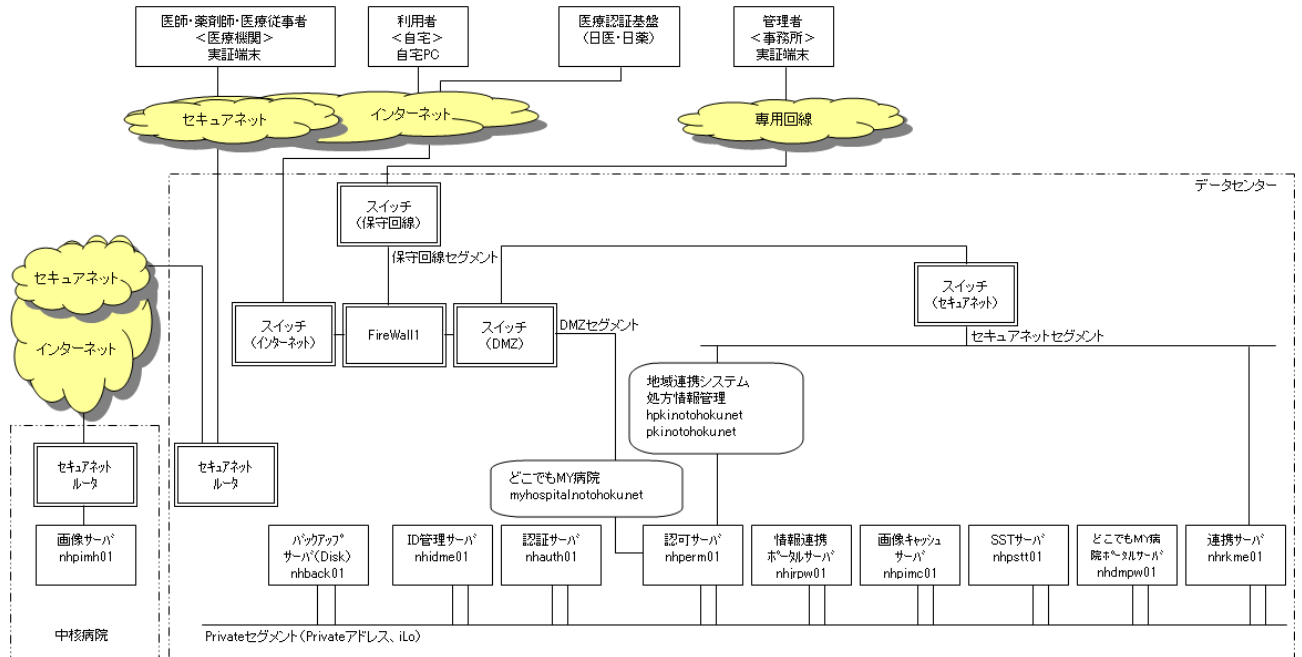 医師・薬剤師・医療従事者
<医療機関>
実証端末
利用者
<自宅>
自宅PC
医療認証基盤
(日医・日薬)
管理者
<事務所>
実証端末
セキュアネット
インターネット
専用回線
データセンター
スイッチ
(保守回線)
保守回線セグメント
セキュアネット
インターネット
スイッチ
(インターネット)
FireWall1
スイッチ
(DMZ)
DMZセグメント
スイッチ
(セキュアネット)
セキュアネットセグメント
地域連携システム
処方情報管理
hpki.notohoku.net
pki.notohoku.net
どこでもMY病院
myhospital.notohoku.net
セキュアネット
ルータ
セキュアネット
ルータ
画像サーバ
nhpimh01
バックアップ
サーバ(Disk)
nhback01
ID管理サーバ
nhidme01
認証サーバ
nhauth01
認可サーバ
nhperm01
情報連携
ポータルサーバ
nhjrpw01
画像キャッシュ
サーバ
nhpimc01
SSTサーバ
nhpstt01
どこでもMY病
院ポータルサーバ
nhdmpw01
連携サーバ
nhrkme01
中核病院
Privateセグメント(Privateアドレス、iLo)